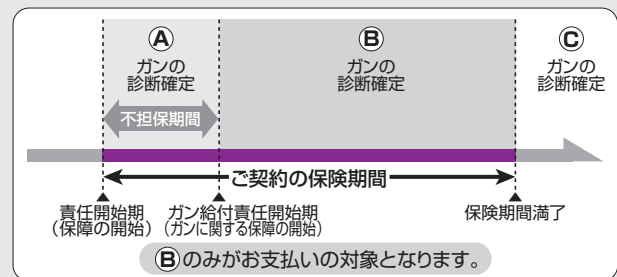 Ⓐ
ガンの
診断確定
Ⓑ
ガンの
診断確定
Ⓒ
ガンの
診断確定
不担保期間
ご契約の保険期間
責任開始期
(保障の開始)
ガン給付責任開始期
(ガンに関する保障の開始)
保険期間満了
Ⓑのみがお支払いの対象となります。